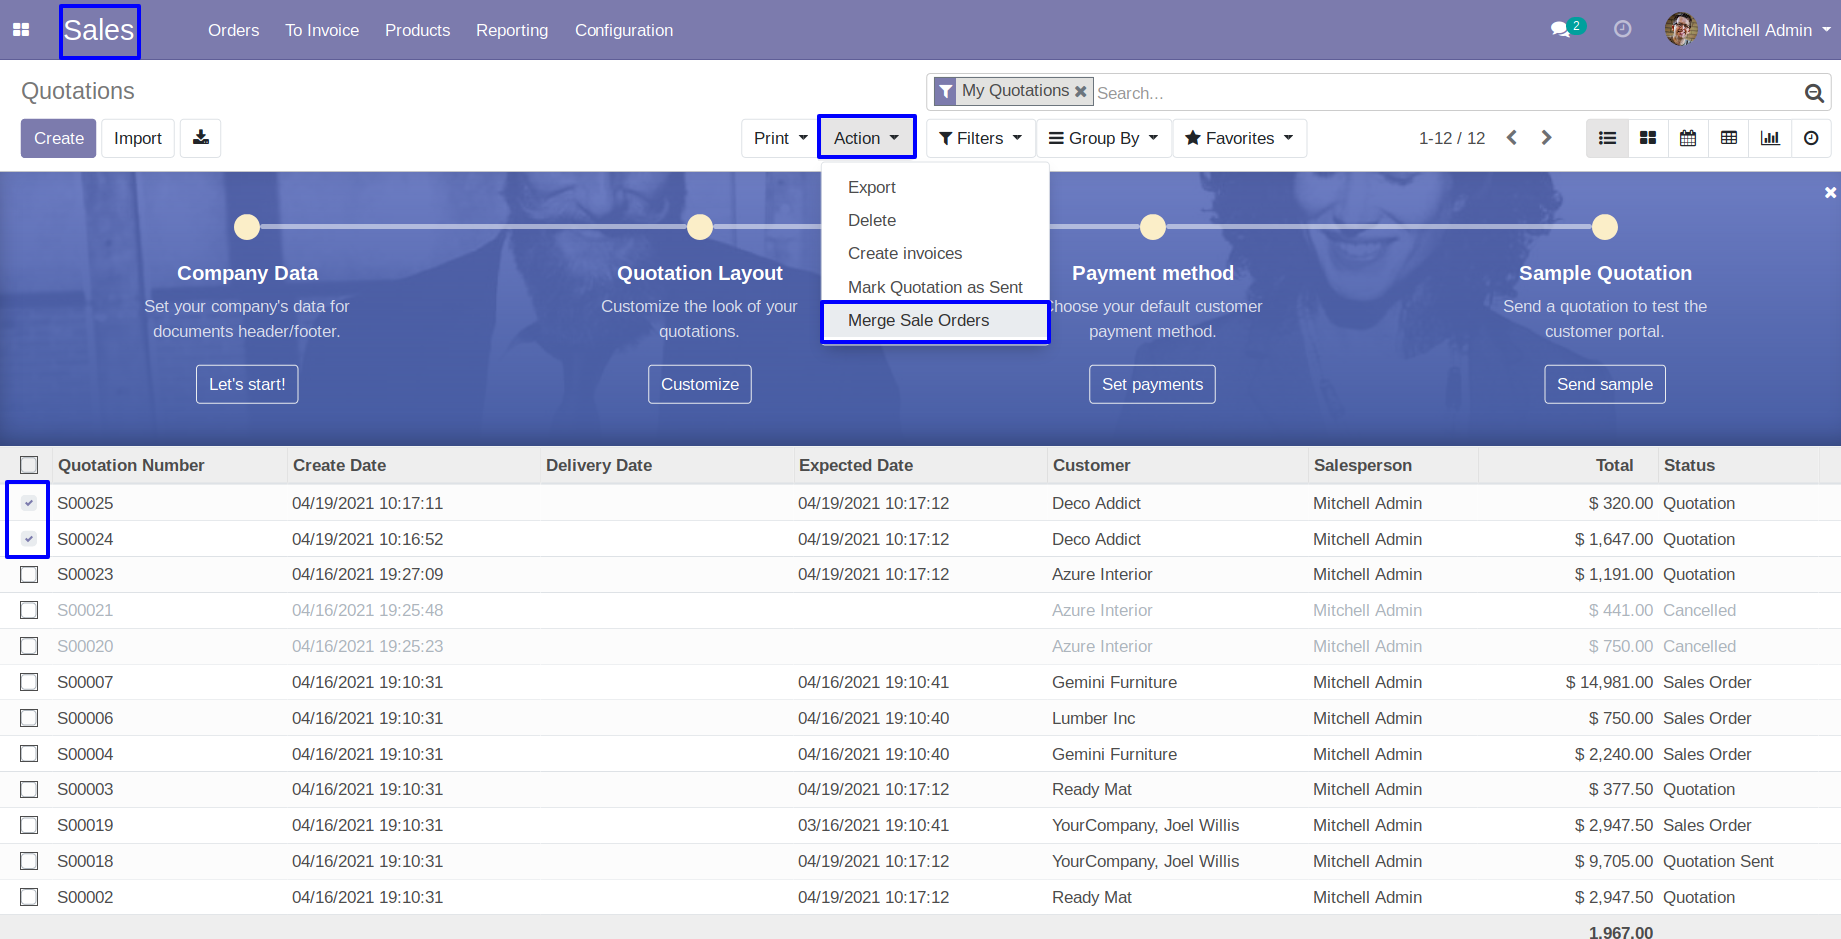 Sales Orders To Invoice Products Reporting Configuration 2 Mitchell Admin
Quotations
My Quotations Search...
Create Import Print Action Filters Group By Favorites 1-12 / 12
Export
Delete
Create invoices
Mark Quotation as Sent
Merge Sale Orders
Company Data
Set your company's data for
documents header/footer.
Let's start!
Quotation Layout
Customize the look of your
quotations.
Customize
Payment method
hoose your default customer
payment method.
Set payments
Sample Quotation
Send a quotation to test the
customer portal.
Send sample
Quotation Number Create Date Delivery Date Expected Date Customer Salesperson Total Status
S00025 04/19/2021 10:17:11 04/19/2021 10:17:12 Deco Addict Mitchell Admin $ 320.00 Quotation
S00024 04/19/2021 10:16:52 04/19/2021 10:17:12 Deco Addict Mitchell Admin $ 1,647.00 Quotation
S00023 04/16/2021 19:27:09 04/19/2021 10:17:12 Azure Interior Mitchell Admin $ 1,191.00 Quotation
S00021 04/16/2021 19:25:48 Azure Interior Mitchell Admin $ 441.00 Cancelled
S00020 04/16/2021 19:25:23 Azure Interior Mitchell Admin $ 750.00 Cancelled
S00007 04/16/2021 19:10:31 04/16/2021 19:10:41 Gemini Furniture Mitchell Admin $ 14,981.00 Sales Order
S00006 04/16/2021 19:10:31 04/16/2021 19:10:40 Lumber Inc Mitchell Admin $ 750.00 Sales Order
S00004 04/16/2021 19:10:31 04/16/2021 19:10:40 Gemini Furniture Mitchell Admin $ 2,240.00 Sales Order
S00003 04/16/2021 19:10:31 04/19/2021 10:17:12 Ready Mat Mitchell Admin $ 377.50 Quotation
S00019 04/16/2021 19:10:31 03/16/2021 19:10:41 YourCompany, Joel Willis Mitchell Admin $ 2,947.50 Sales Order
S00018 04/16/2021 19:10:31 04/19/2021 10:17:12 YourCompany, Joel Willis Mitchell Admin $ 9,705.00 Quotation Sent
S00002 04/16/2021 19:10:31 04/19/2021 10:17:12 Ready Mat Mitchell Admin $ 2,947.50 Quotation
1,967.00